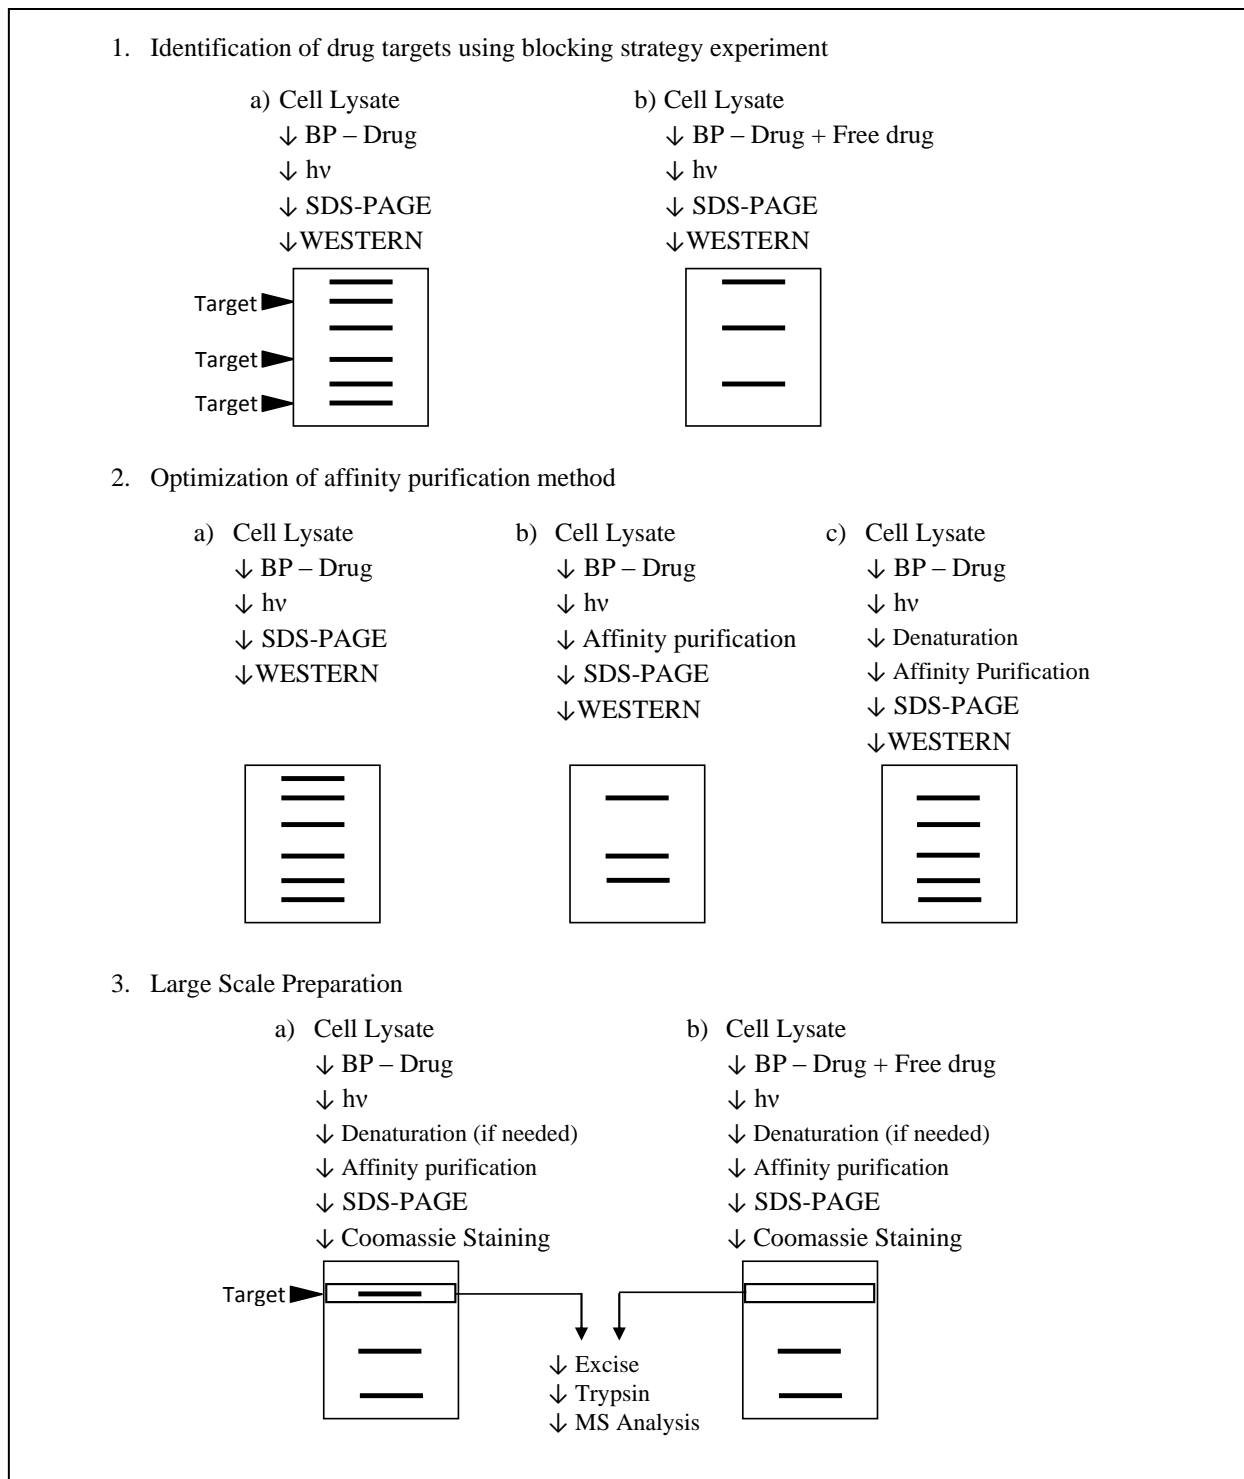 1. Identification of drug targets using blocking strategy experiment
a) Cell Lysate
↓ BP – Drug
↓ hν
↓ SDS-PAGE
↓WESTERN
Target
Target
Target
b) Cell Lysate
↓ BP – Drug + Free drug
↓ hν
↓ SDS-PAGE
↓WESTERN
2. Optimization of affinity purification method
a) Cell Lysate
↓ BP – Drug
↓ hν
↓ SDS-PAGE
↓WESTERN
b) Cell Lysate
↓ BP – Drug
↓ hν
↓ Affinity purification
↓ SDS-PAGE
↓WESTERN
c) Cell Lysate
↓ BP – Drug
↓ hν
↓ Denaturation
↓ Affinity Purification
↓ SDS-PAGE
↓WESTERN
3. Large Scale Preparation
a) Cell Lysate
↓ BP – Drug
↓ hν
↓ Denaturation (if needed)
↓ Affinity purification
↓ SDS-PAGE
↓ Coomassie Staining
Target
b) Cell Lysate
↓ BP – Drug + Free drug
↓ hν
↓ Denaturation (if needed)
↓ Affinity purification
↓ SDS-PAGE
↓ Coomassie Staining
↓ Excise
↓ Trypsin
↓ MS Analysis